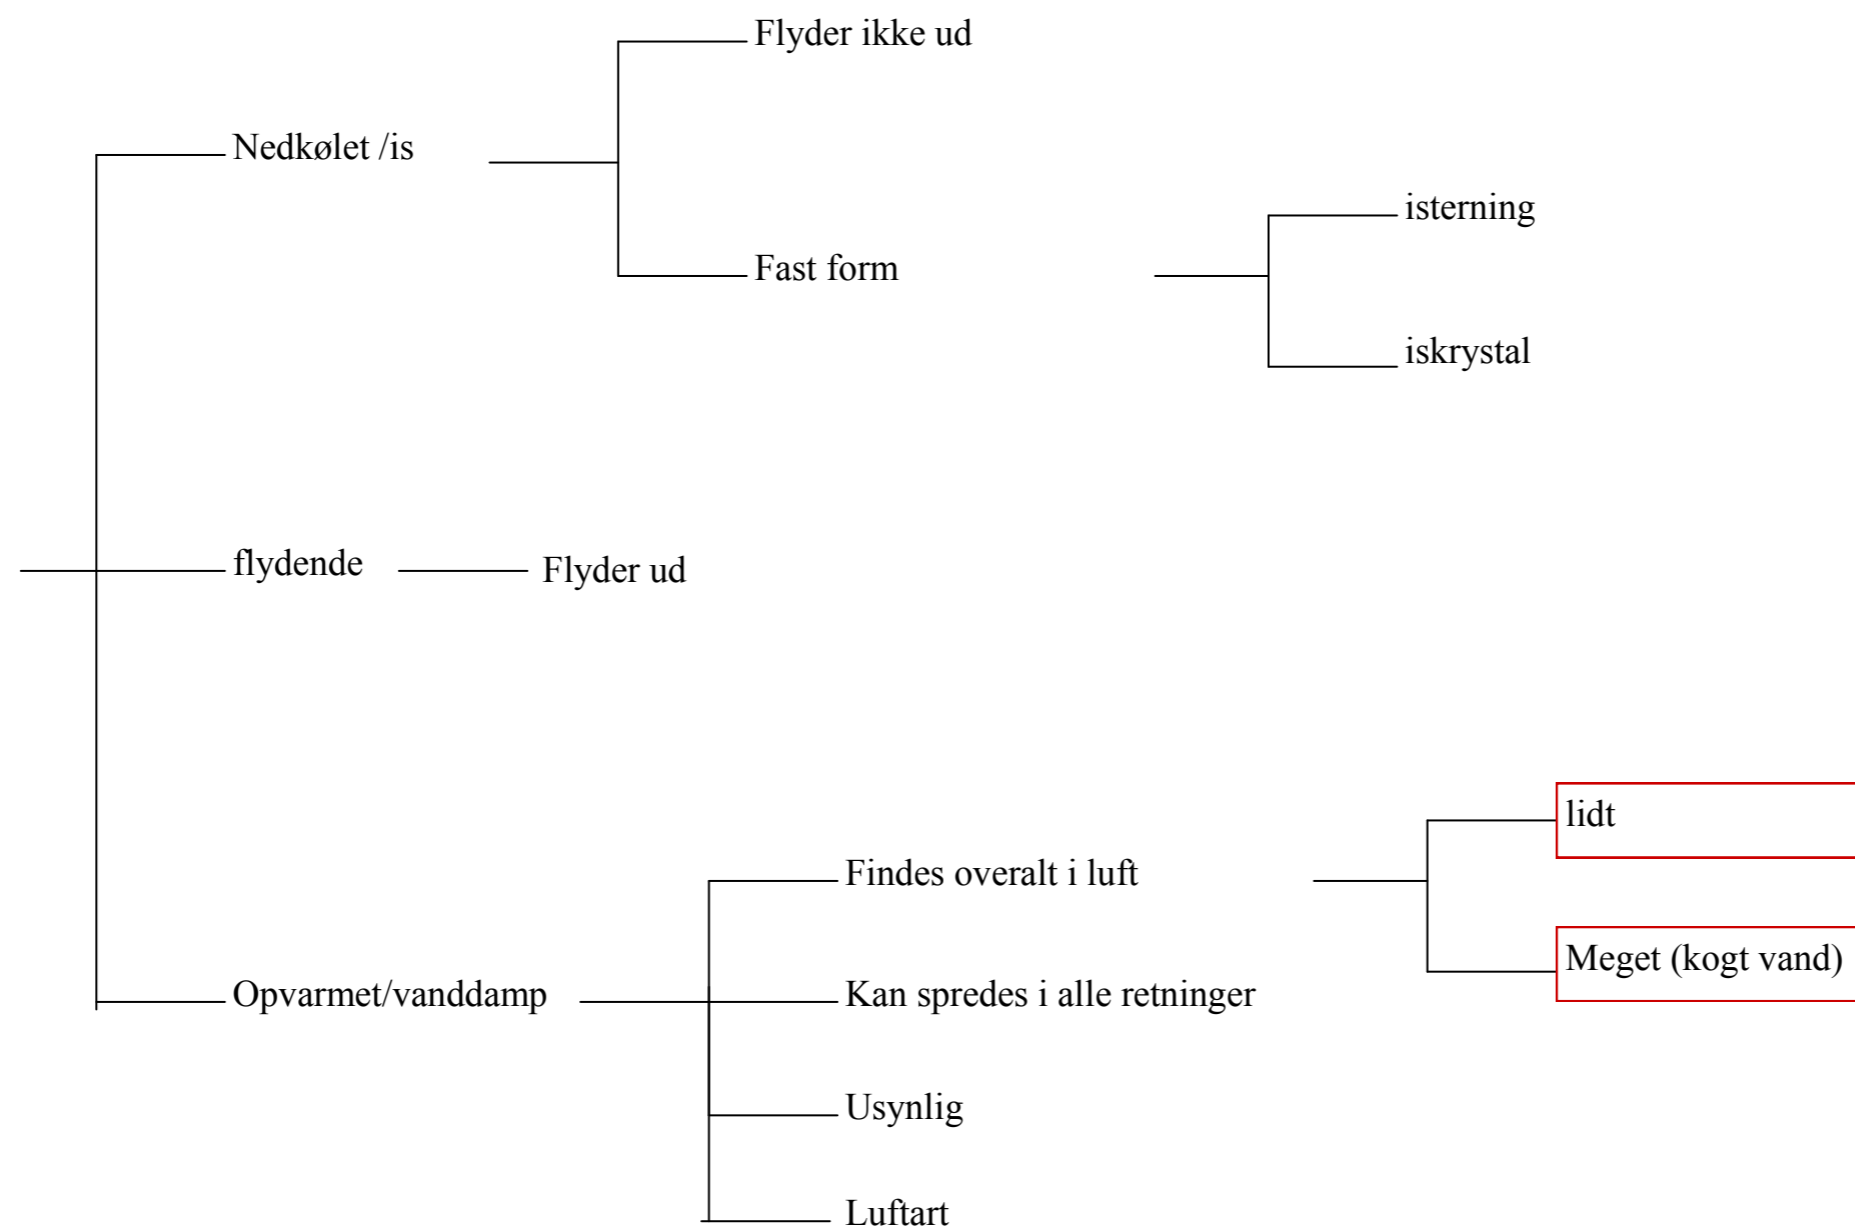 Flyder ikke ud
Nedkølet /is
isterning
Fast form
iskrystal
flydende
Flyder ud
lidt
Findes overalt i luft
Meget (kogt vand)
Opvarmet/vanddamp
Kan spredes i alle retninger
Usynlig
Luftart